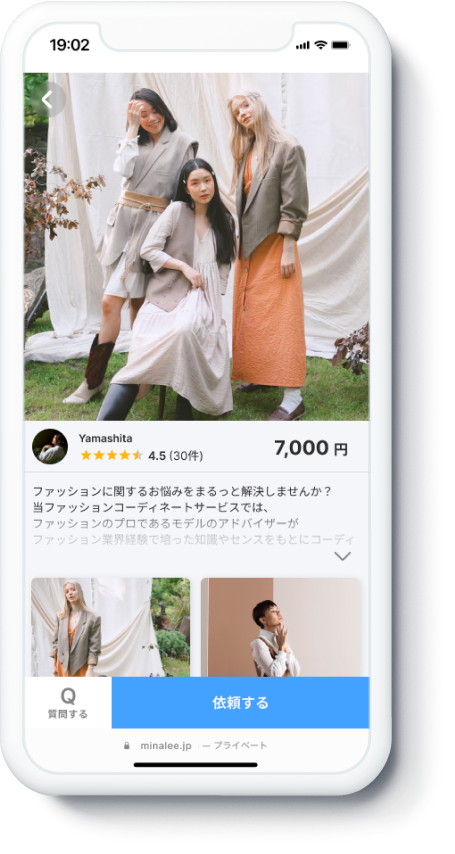 19:02
Yamashita
4.5 (30件)
7,000 円
ファッションに関するお悩みをまるっと解決しませんか？
当ファッションコーディネートサービスでは、
ファッションのプロであるモデルのアドバイザーが
ファッション業界経験で培った知識やセンスをもとにコーディ
Q
質問する
依頼する
minalee.jp — プライベート